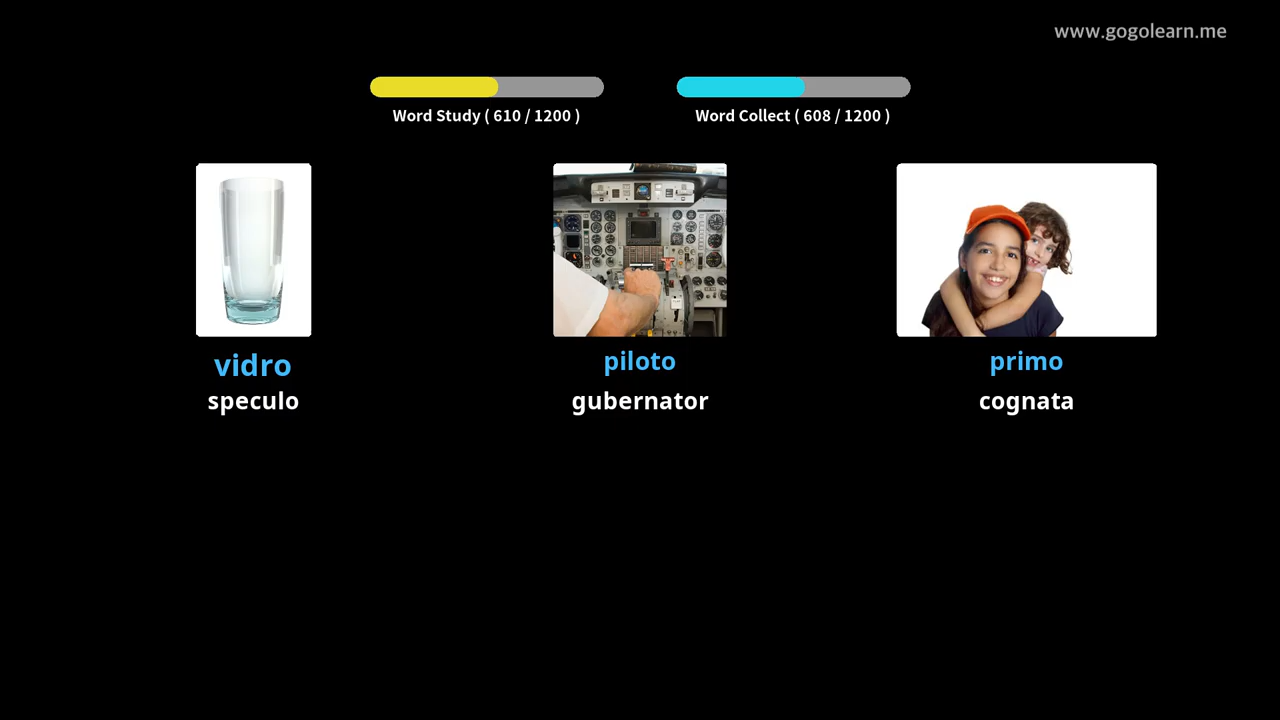 www.gogolearn.me
Word Study ( 610 / 1200 )
Word Collect ( 608 / 1200 )
vidro
speculo
piloto
gubernator
primo
cognata